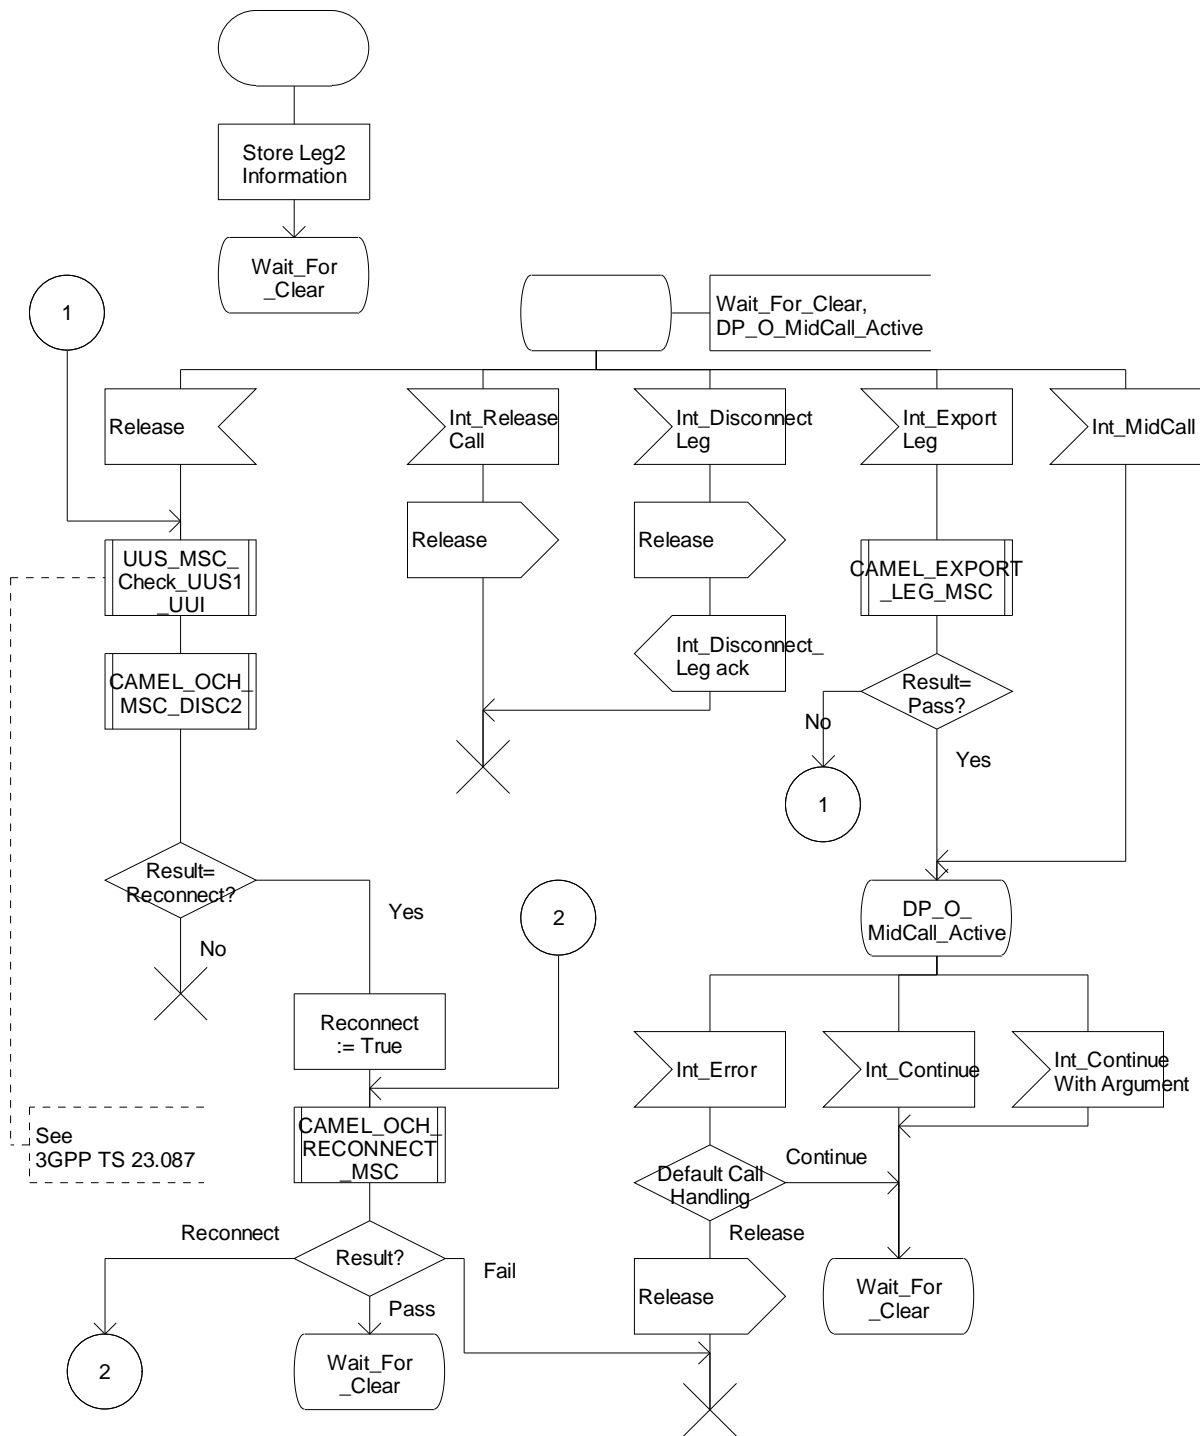 Store Leg2
Information
Wait_For
_Clear
1
Wait_For_Clear,
DP_O_MidCall_Active
Release
Int_Release
Call
Int_Disconnect
Leg
Int_Export
Leg
Int_MidCall
Release
Release
UUS_MSC_
Check_UUS1
_UUI
CAMEL_EXPORT
_LEG_MSC
Int_Disconnect_
Leg ack
CAMEL_OCH_
MSC_DISC2
Result=
Pass?
No
Yes
1
Result=
Reconnect?
Yes
No
2
DP_O_
MidCall_Active
Reconnect
:= True
Int_Error
Int_Continue
Int_Continue
With Argument
See
3GPP TS 23.087
CAMEL_OCH_
RECONNECT
_MSC
Default Call
Handling
Continue
Release
Reconnect
Result?
Fail
Pass
Release
Wait_For
_Clear
2
Wait_For
_Clear